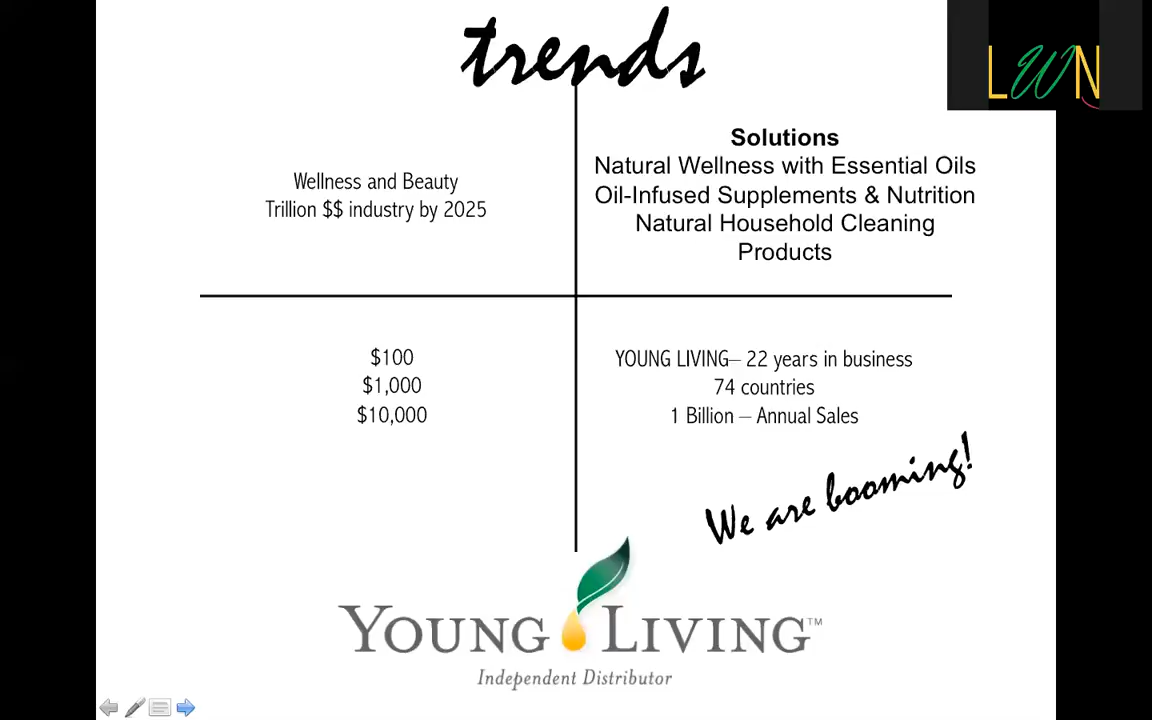 trends
LWN
Wellness and Beauty
Trillion $$ industry by 2025
Solutions
Natural Wellness with Essential Oils
Oil-Infused Supplements & Nutrition
Natural Household Cleaning
Products
$100
$1,000
$10,000
YOUNG LIVING– 22 years in business
74 countries
1 Billion – Annual Sales
We are booming!
YOUNG LIVING™
Independent Distributor